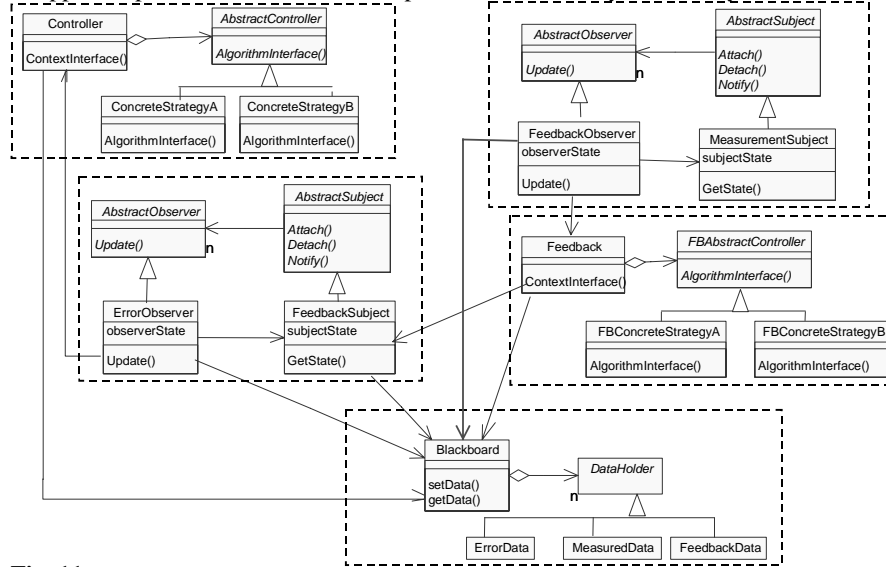 Controller
ContextInterface()
AbstractController
AlgorithmInterface()
ConcreteStrategyA
AlgorithmInterface()
ConcreteStrategyB
AlgorithmInterface()
AbstractObserver
Update()
n
AbstractSubject
Attach()
Detach()
Notify()
FeedbackObserver
observerState
Update()
MeasurementSubject
subjectState
GetState()
AbstractObserver
Update()
n
AbstractSubject
Attach()
Detach()
Notify()
ErrorObserver
observerState
Update()
FeedbackSubject
subjectState
GetState()
Feedback
ContextInterface()
FBAbstractController
AlgorithmInterface()
FBConcreteStrategyA
AlgorithmInterface()
FBConcreteStrategyB
AlgorithmInterface()
Blackboard
setData()
getData()
n
DataHolder
ErrorData
MeasuredData
FeedbackData